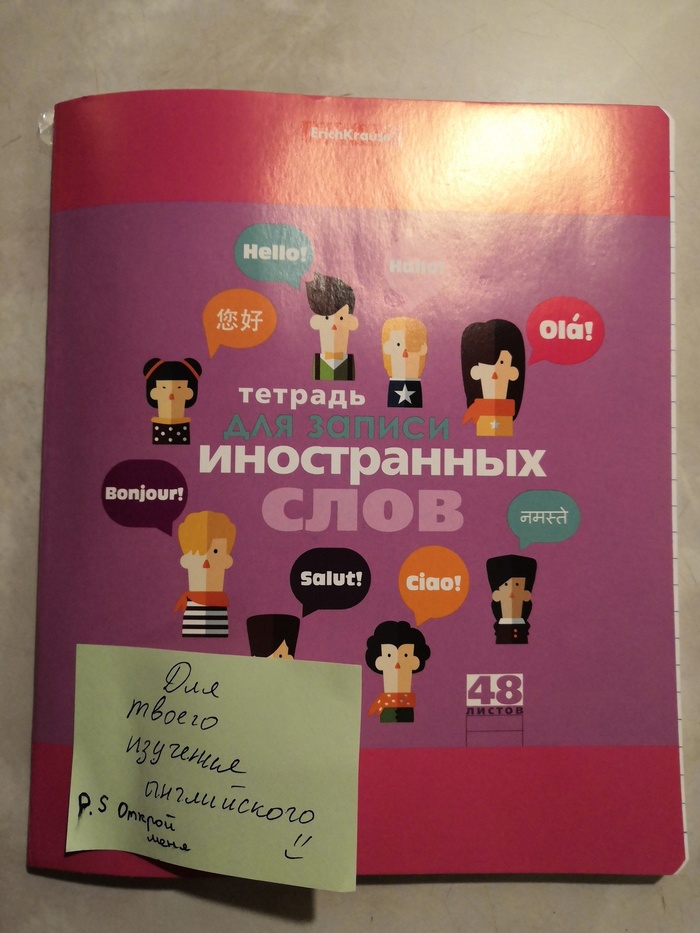 ErichKrause
Hello!
Hallo!
您好
Olá!
тетрадь
для записи
иностранных
слов
Bonjour!
नमस्ते
Salut!
Ciao!
48
листов
Для
твоего
изучения
английского
P.S Открой
меня